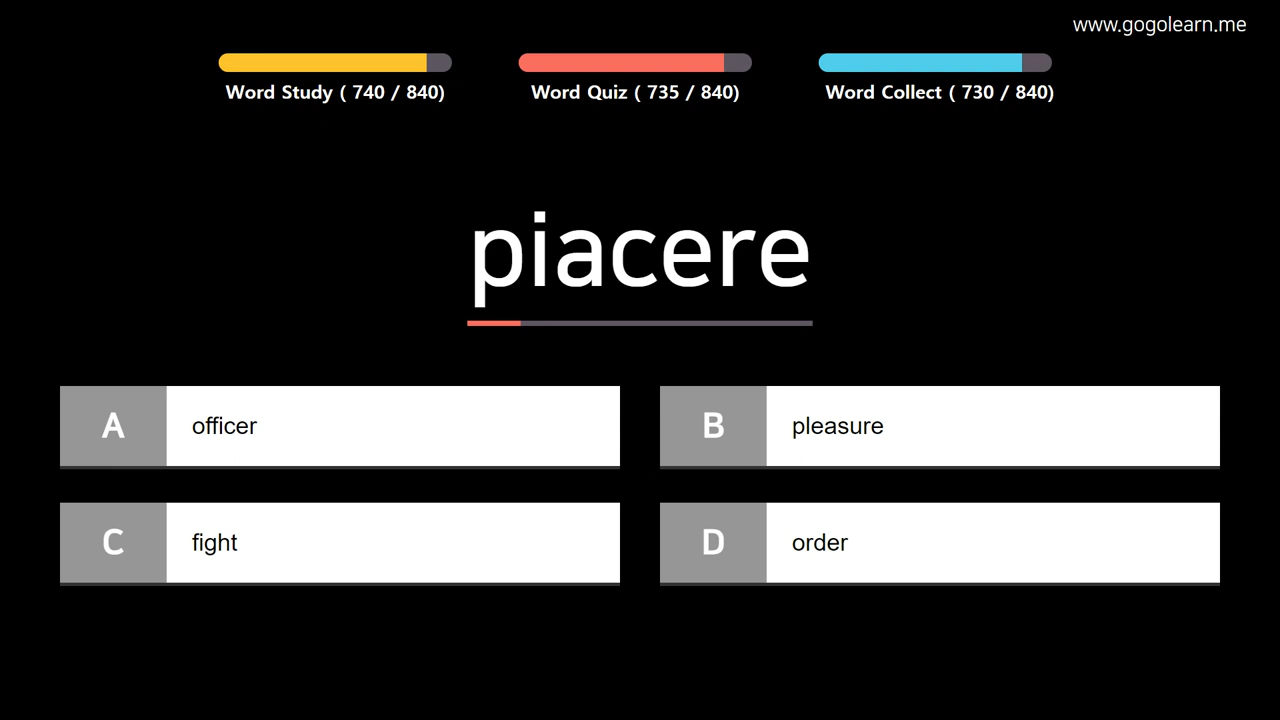 www.gogolearn.me
Word Study ( 740 / 840)
Word Quiz ( 735 / 840)
Word Collect ( 730 / 840)
piacere
A officer
B pleasure
C fight
D order